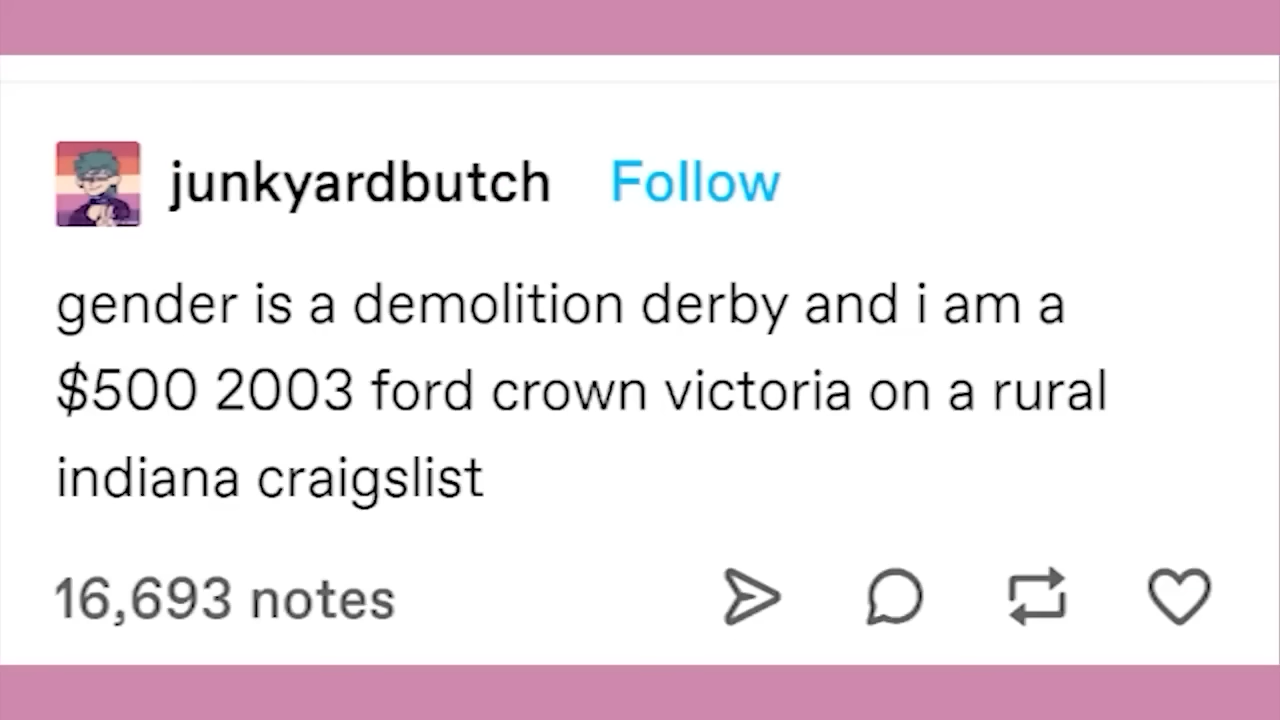 junkyardbutch Follow
gender is a demolition derby and i am a
$500 2003 ford crown victoria on a rural
indiana craigslist
16,693 notes